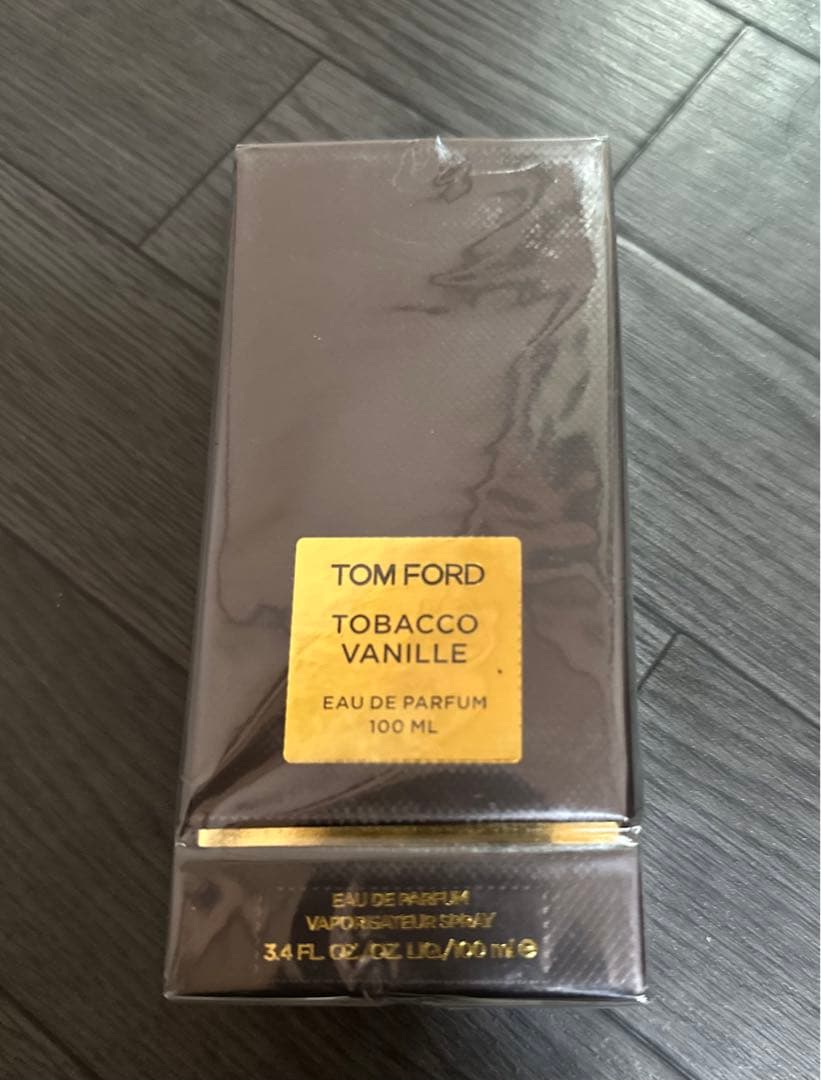 TOM FORD
TOBACCO
VANILLE
EAU DE PARFUM
100 ML
EAU DE PARFUM
VAPORISATEUR SPRAY
3.4 FL. OZ./OZ. LIQ./100 ml ℮